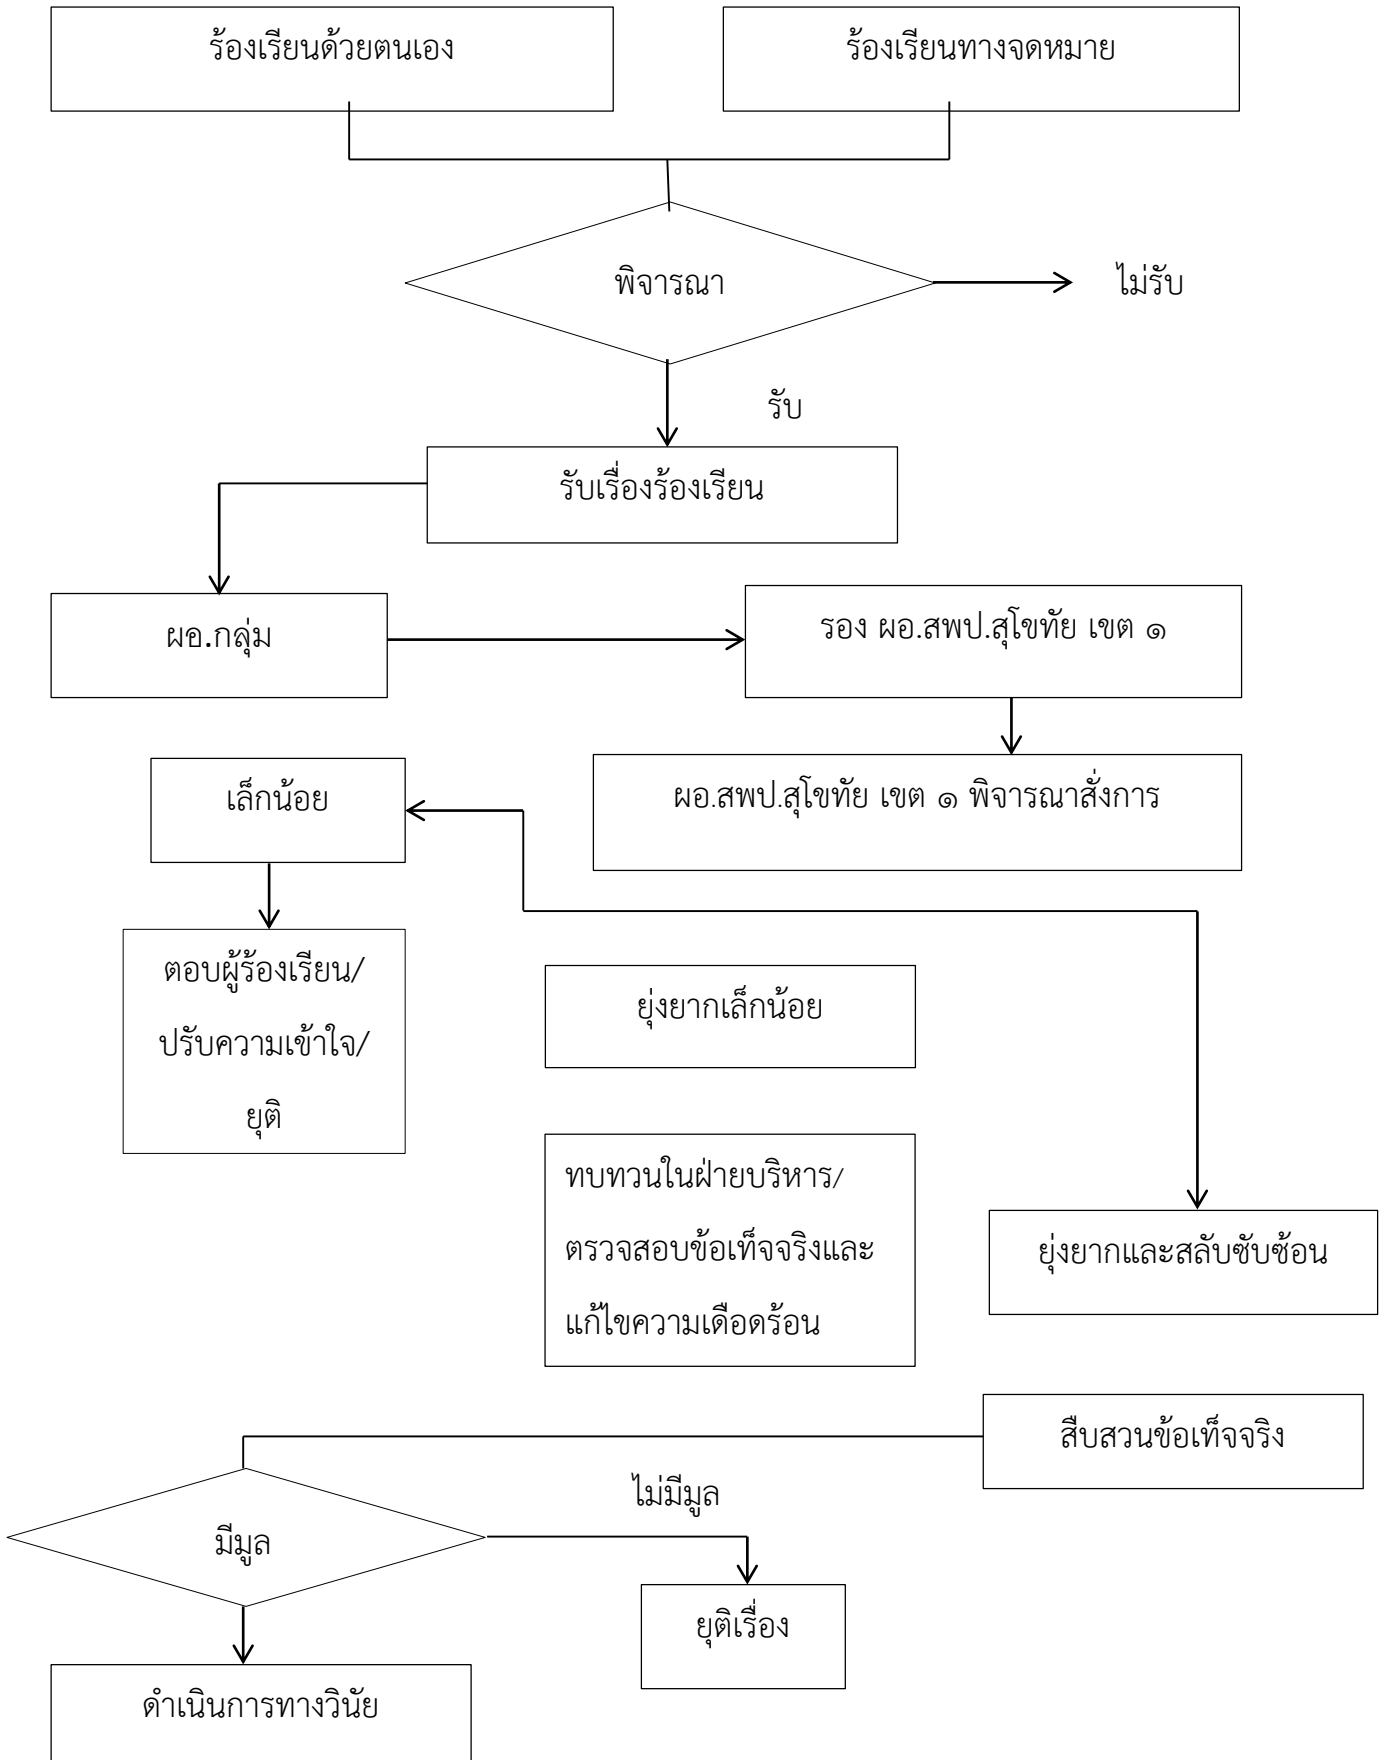 ร้องเรียนด้วยตนเอง
ร้องเรียนทางจดหมาย
พิจารณา
ไม่รับ
รับ
รับเรื่องร้องเรียน
ผอ.กลุ่ม
รอง ผอ.สพป.สุโขทัย เขต ๑
ผอ.สพป.สุโขทัย เขต ๑ พิจารณาสั่งการ
เล็กน้อย
ตอบผู้ร้องเรียน/
ปรับความเข้าใจ/
ยุติ
ยุ่งยากเล็กน้อย
ทบทวนในฝ่ายบริหาร/
ตรวจสอบข้อเท็จจริงและ
แก้ไขความเดือดร้อน
ยุ่งยากและสลับซับซ้อน
สืบสวนข้อเท็จจริง
ไม่มีมูล
มีมูล
ยุติเรื่อง
ดำเนินการทางวินัย